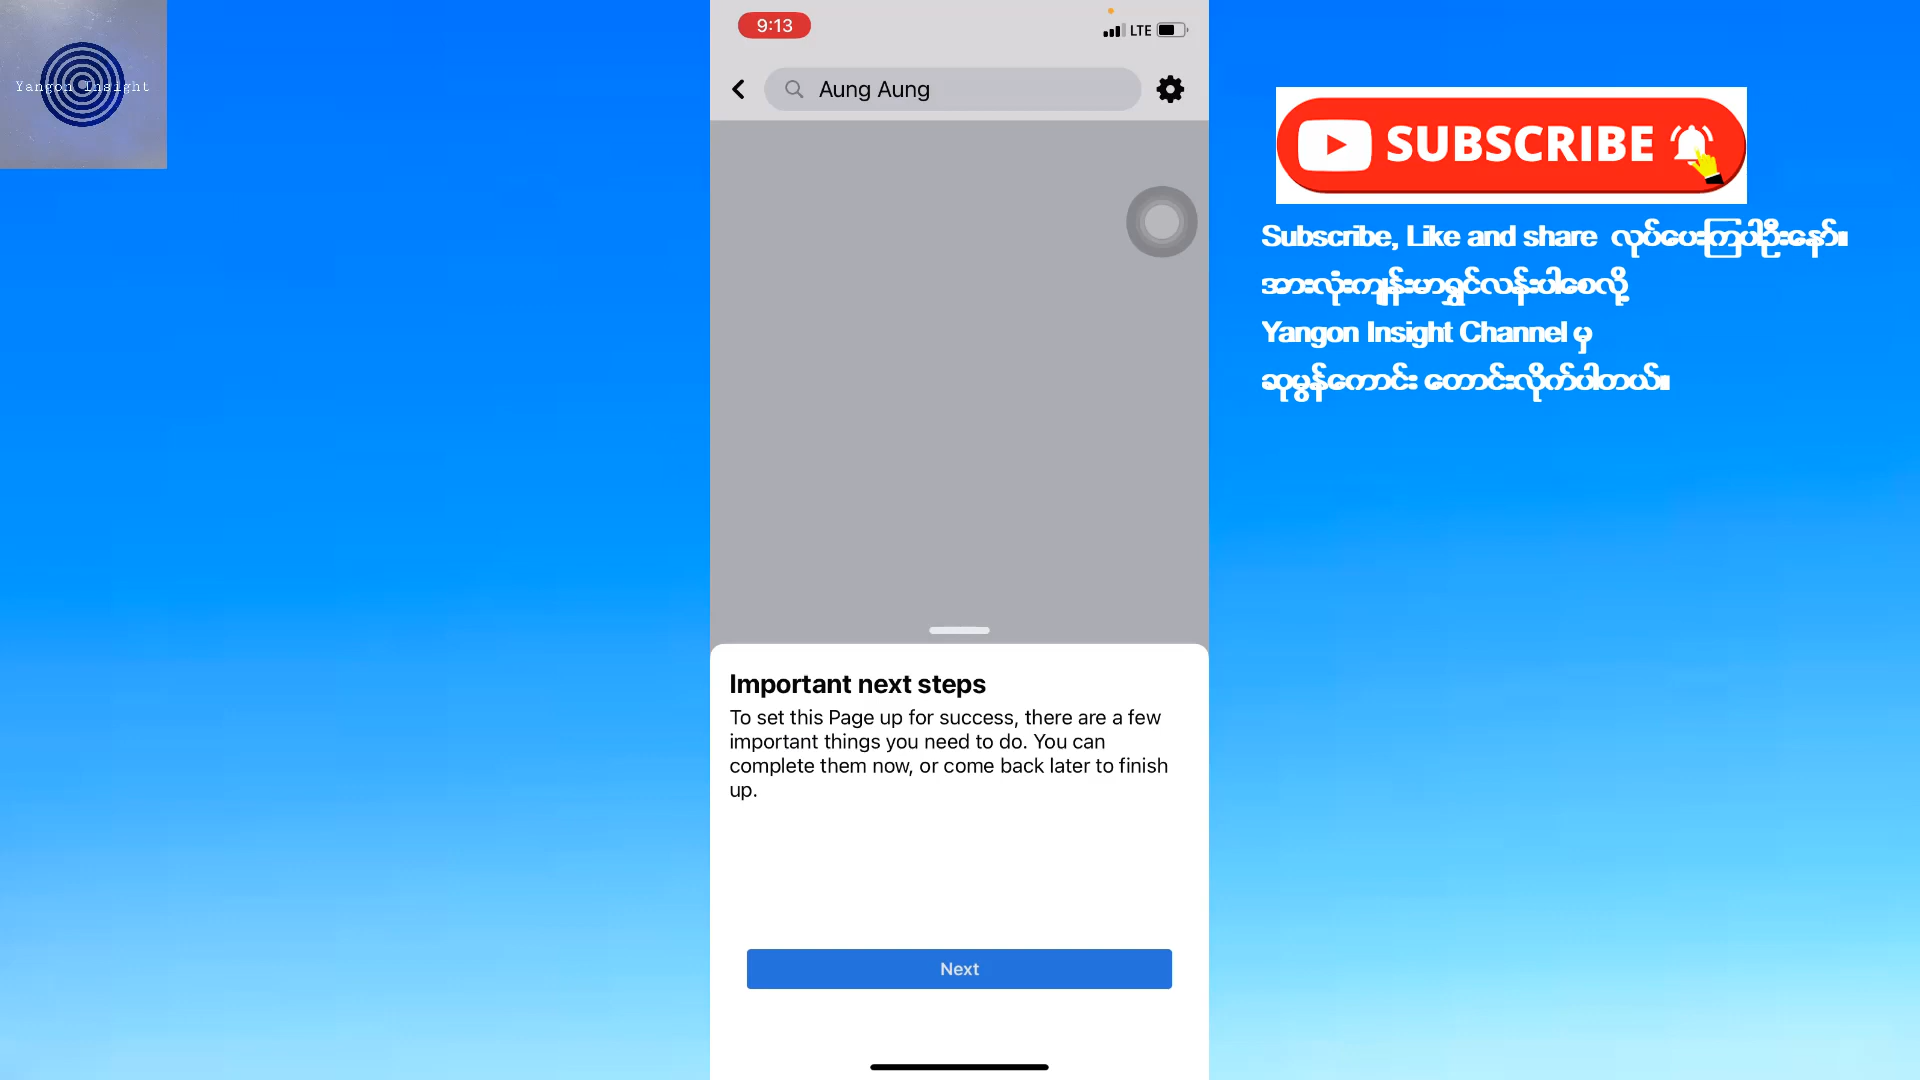 Yangon Insight
9:13
LTE
Aung Aung
SUBSCRIBE
Subscribe, Like and share လုပ်ပေးကြပါဦးနော်။
အားလုံးကျန်းမာရွှင်လန်းပါစေလို့
Yangon Insight Channel မှ
ဆုမွန်ကောင်း တောင်းလိုက်ပါတယ်။
Important next steps
To set this Page up for success, there are a few
important things you need to do. You can
complete them now, or come back later to finish
up.
Next